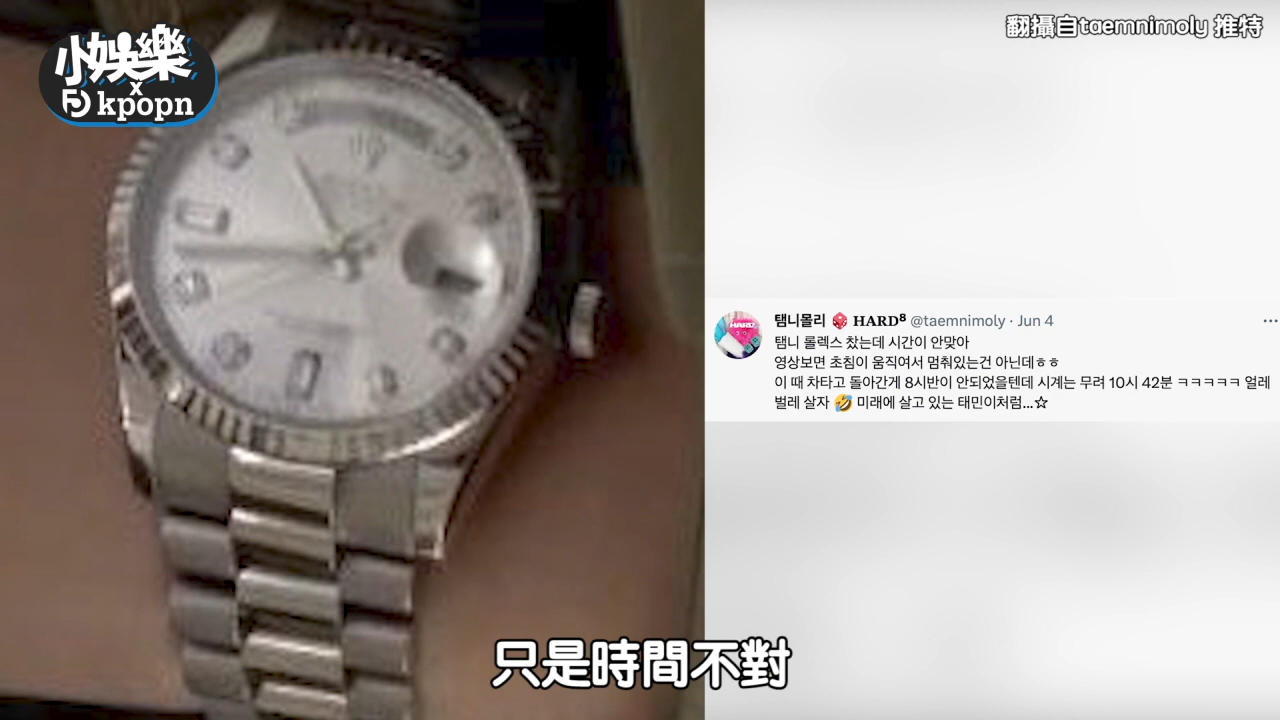 小娛樂
x
kpopn
翻攝自taemnimoly 推特
탬니몰리 🎲 HARD⁸ @taemnimoly · Jun 4
탬니 롤렉스 찼는데 시간이 안맞아
영상보면 초침이 움직여서 멈춰있는건 아닌데ㅎㅎ
이 때 차타고 돌아간게 8시반이 안되었을텐데 시계는 무려 10시 42분 ㅋㅋㅋㅋㅋ 얼레
벌레 살자 🤣 미래에 살고 있는 태민이처럼...☆
只是時間不對